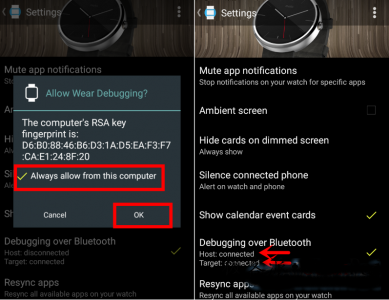 Settings
Mute app notifications
Stop notifications on your
Allow Wear Debugging?
The computer's RSA key
fingerprint is:
D6:B0:88:46:B6:D3:1A:D5:EA:F3:F7
:CA:E1:24:8F:20
Always allow from this computer
Cancel
OK
Debugging over Bluetooth
Host: disconnected
Target: connected
Resync apps
Resync all available apps on your watch
Settings
Mute app notifications
Stop notifications on your watch for specific apps
Ambient screen
Hide cards on dimmed screen
Always show
Silence connected phone
Alert on watch and phone
Show calendar event cards
Debugging over Bluetooth
Host: connected
Target: connected
Resync apps
Resync all available apps on your watch